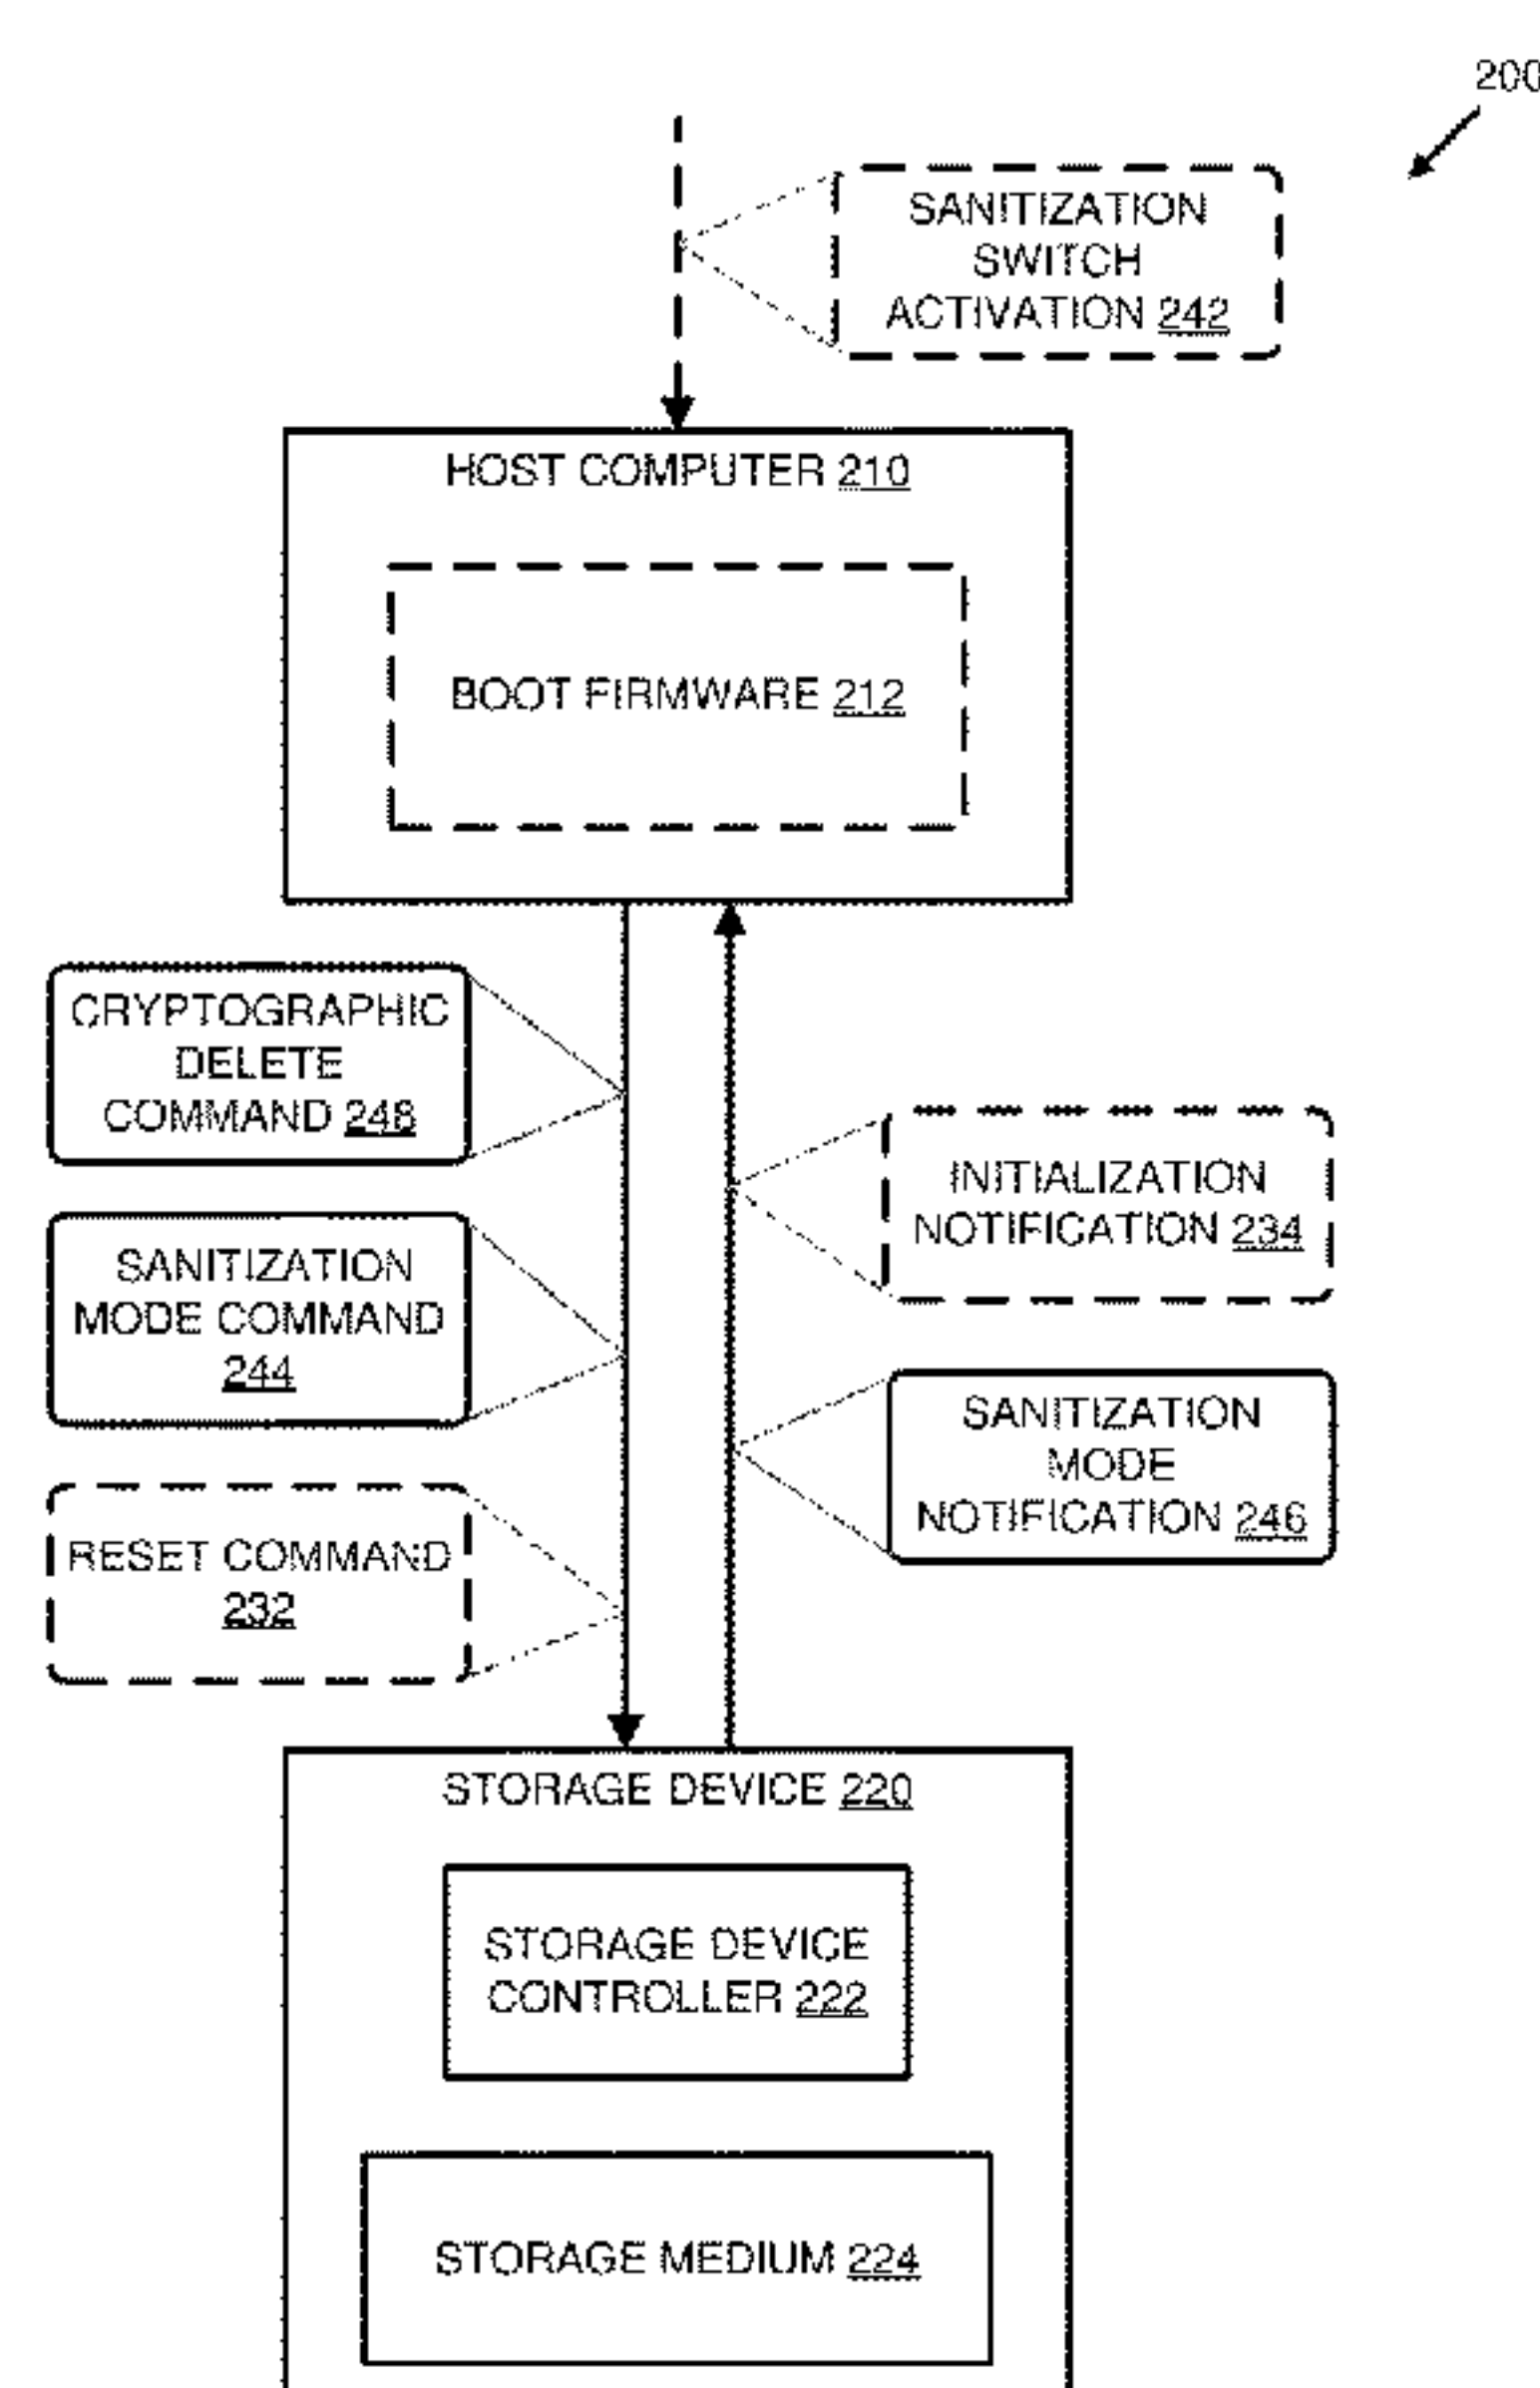 200
SANITIZATION
SWITCH
ACTIVATION 242
HOST COMPUTER 210
BOOT FIRMWARE 212
CRYPTOGRAPHIC
DELETE
COMMAND 248
INITIALIZATION
NOTIFICATION 234
SANITIZATION
MODE COMMAND
244
SANITIZATION
MODE
NOTIFICATION 246
RESET COMMAND
232
STORAGE DEVICE 220
STORAGE DEVICE
CONTROLLER 222
STORAGE MEDIUM 224